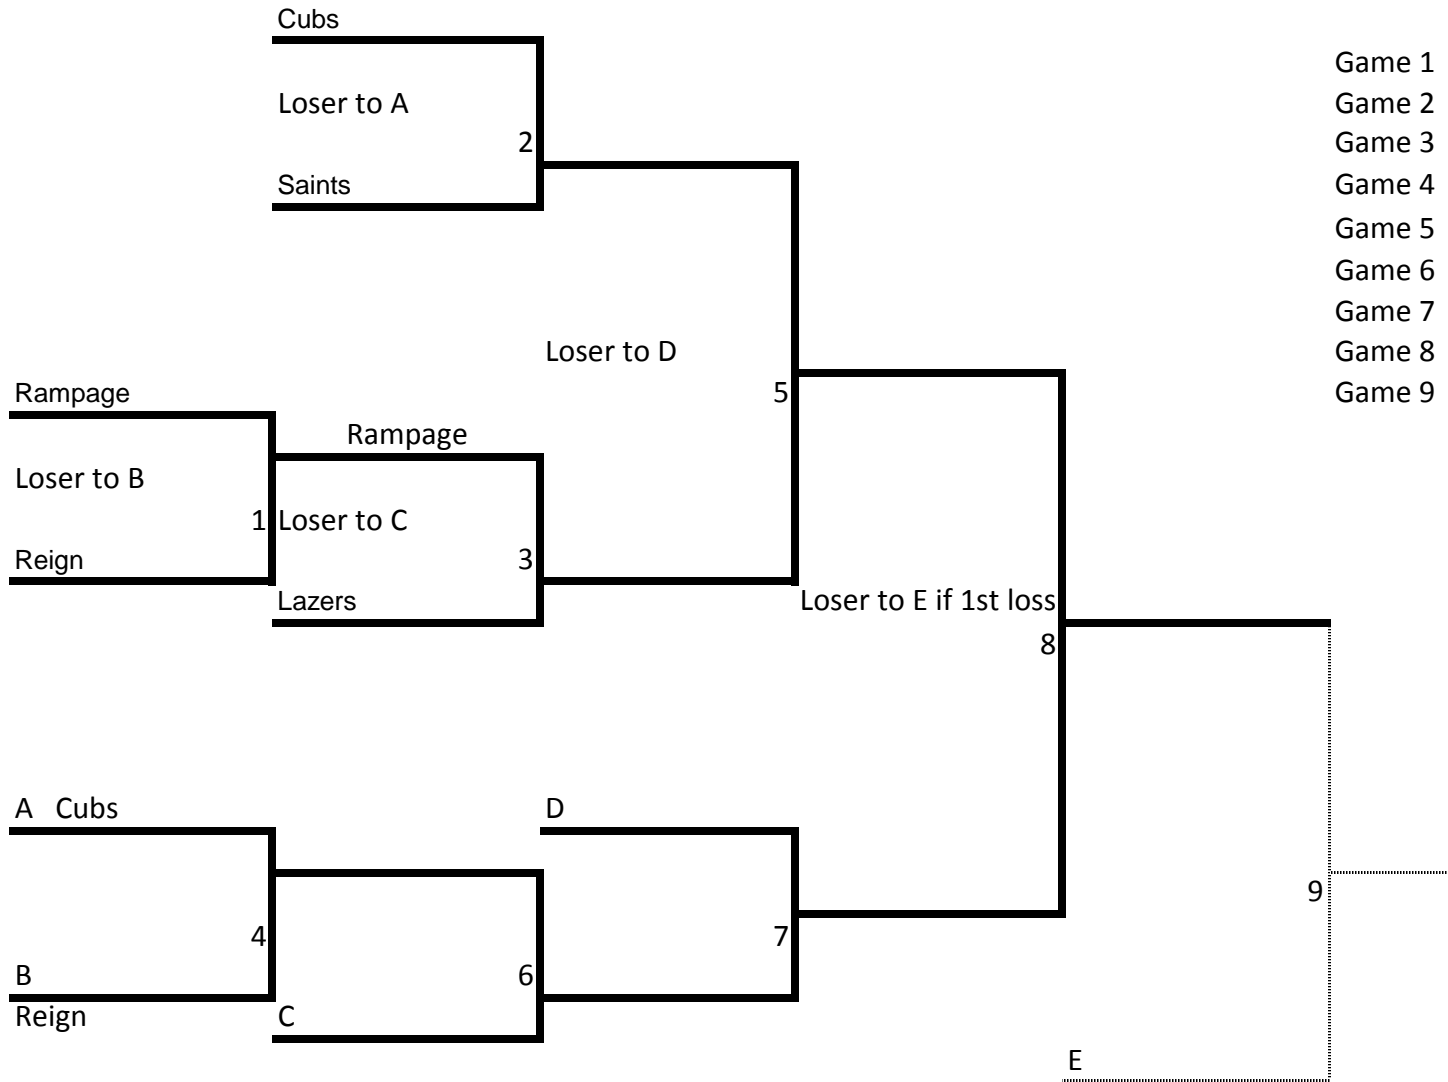 Cubs
Game 1
Loser to A
Game 2
2
Game 3
Saints
Game 4
Game 5
Game 6
Game 7
Loser to D
Game 8
Rampage
5
Game 9
Rampage
Loser to B
1
Loser to C
Reign
3
Lazers
Loser to E if 1st loss
8
A Cubs
D
9
4
7
B
6
Reign
C
E